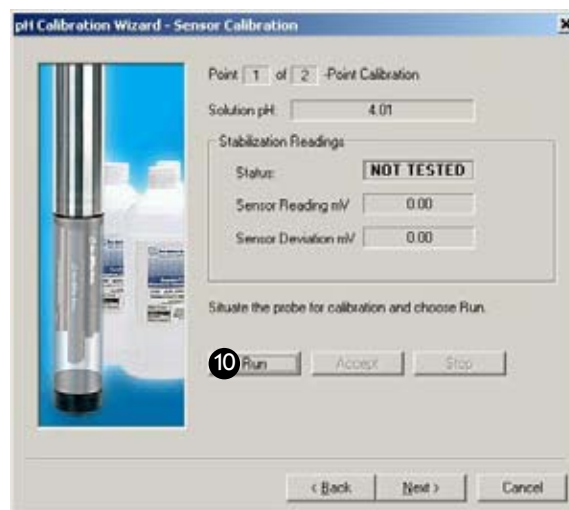 pH Calibration Wizard - Sensor Calibration
Point 1 of 2 -Point Calibration
Solution pH: 4.01
Stabilization Readings
Status: NOT TESTED
Sensor Reading mV 0.00
Sensor Deviation mV 0.00
Situate the probe for calibration and choose Run.
10 Run Accept Stop
< Back Next > Cancel